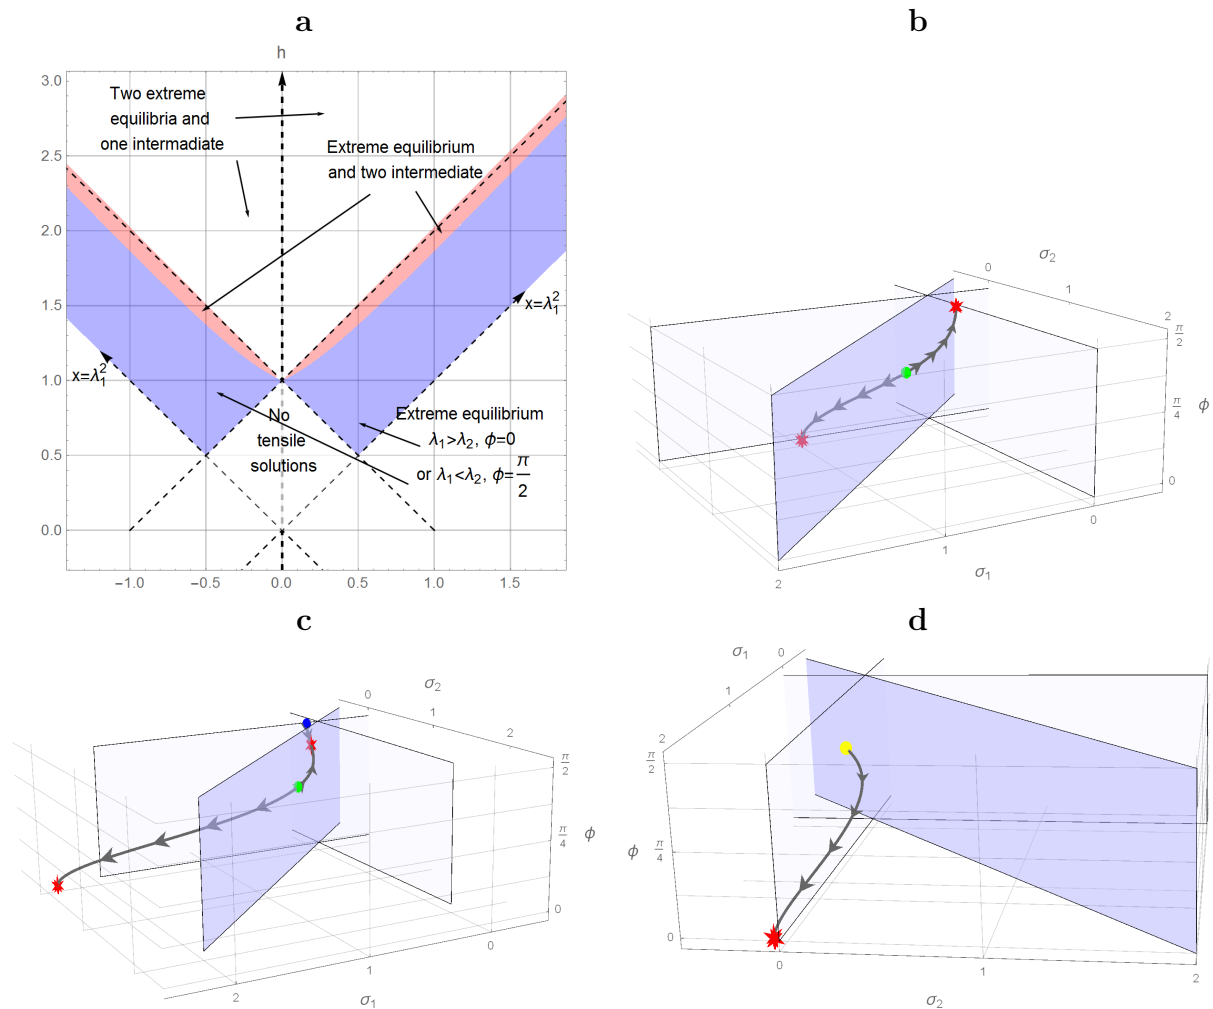 a
h
3.0
2.5
2.0
1.5
1.0
0.5
0.0
−1.0
−0.5
0.0
0.5
1.0
1.5
Two extreme
equilibria and
one intermadiate
Extreme equilibrium
and two intermediate
x=λ₁²
x=λ₁²
No
tensile
solutions
Extreme equilibrium
λ₁>λ₂, ϕ=0
or λ₁<λ₂, ϕ=π/2
b
σ₂
0
1
2
π/2
π/4
0
ϕ
0
1
2
σ₁
c
σ₂
0
1
2
π/2
π/4
0
ϕ
0
1
2
σ₁
d
σ₁
0
1
2
π/2
ϕ
π/4
0
0
1
2
σ₂